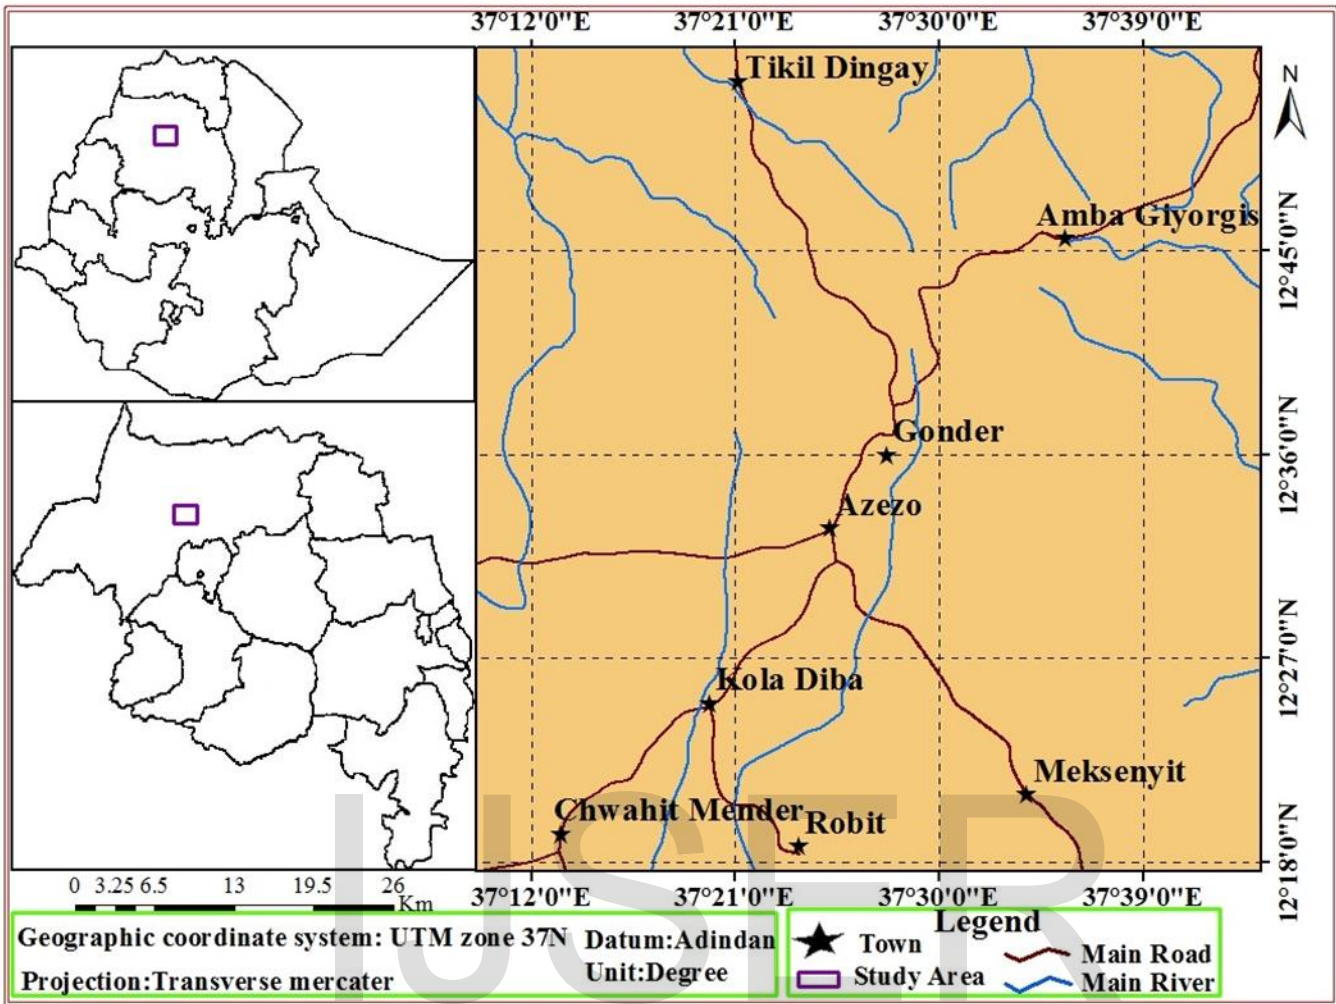 37°12'0"E 37°21'0"E 37°30'0"E 37°39'0"E
N
Tikil Dingay
Amba Giyorgis
12°45'0"N
Gonder
12°36'0"N
Azezo
12°27'0"N
Kola Diba
Meksenyit
Chwahit Mender
Robit
12°18'0"N
37°12'0"E 37°21'0"E 37°30'0"E 37°39'0"E
0 3.25 6.5 13 19.5 26
Km
Geographic coordinate system: UTM zone 37N
Projection:Transverse mercater
Datum:Adindan
Unit:Degree
Legend
Town
Study Area
Main Road
Main River
IJSER